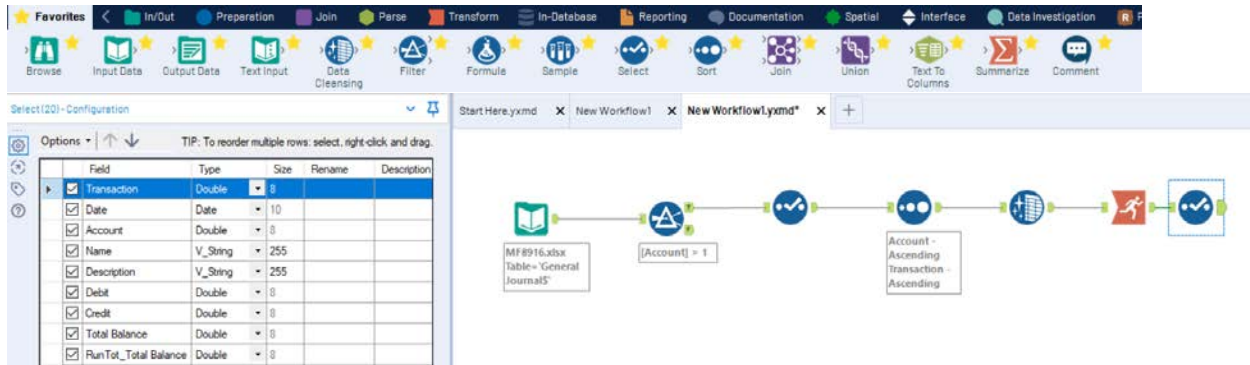 Favorites
In/Out
Preparation
Join
Parse
Transform
In-Database
Reporting
Documentation
Spatial
Interface
Data Investigation
R
Browse
Input Data
Output Data
Text Input
Data
Cleansing
Filter
Formula
Sample
Select
Sort
Join
Union
Text To
Columns
Summarize
Comment
Select (20) - Configuration
Start Here.yxmd X New Workflow1 X New Workflow1.yxmd* X +
Options TIP: To reorder multiple rows: select, right-click and drag.
Field Type Size Rename Description
Transaction Double 8
Date Date 10
Account Double 8
Name V_String 255
Description V_String 255
Debit Double 8
Credit Double 8
Total Balance Double 8
RunTot_Total Balance Double 8
MF8916.xlsx
Table='General
Journal$'
T
F
[Account] > 1
Account -
Ascending
Transaction -
Ascending